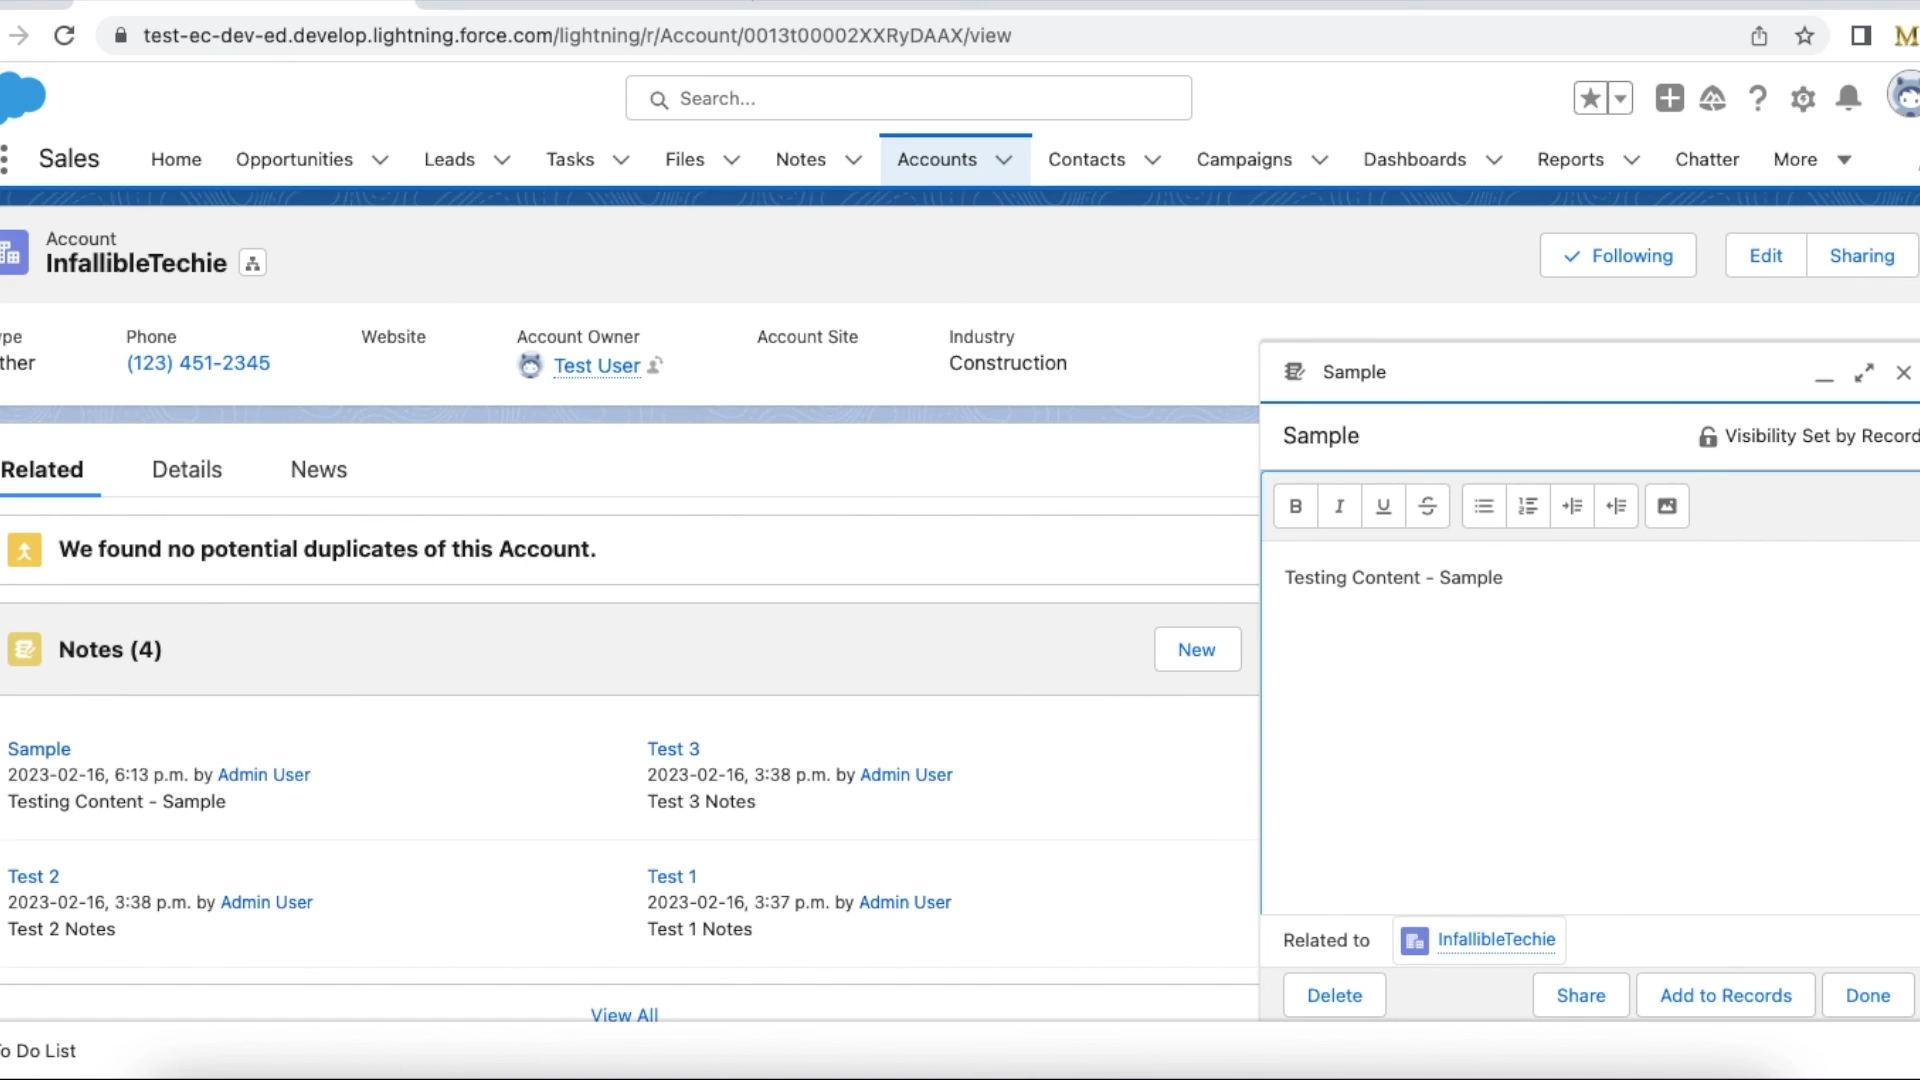 test-ec-dev-ed.develop.lightning.force.com/lightning/r/Account/0013t00002XXRyDAAX/view
M
Search...
Sales Home Opportunities Leads Tasks Files Notes Accounts Contacts Campaigns Dashboards Reports Chatter More
Account
InfallibleTechie
Following Edit Sharing
ype Phone Website Account Owner Account Site Industry
ther (123) 451-2345 Test User Construction
Sample
Sample Visibility Set by Record
Related Details News
B I U S
We found no potential duplicates of this Account.
Testing Content - Sample
Notes (4) New
Sample
2023-02-16, 6:13 p.m. by Admin User
Testing Content - Sample
Test 3
2023-02-16, 3:38 p.m. by Admin User
Test 3 Notes
Test 2
2023-02-16, 3:38 p.m. by Admin User
Test 2 Notes
Test 1
2023-02-16, 3:37 p.m. by Admin User
Test 1 Notes
View All
Related to InfallibleTechie
Delete Share Add to Records Done
o Do List